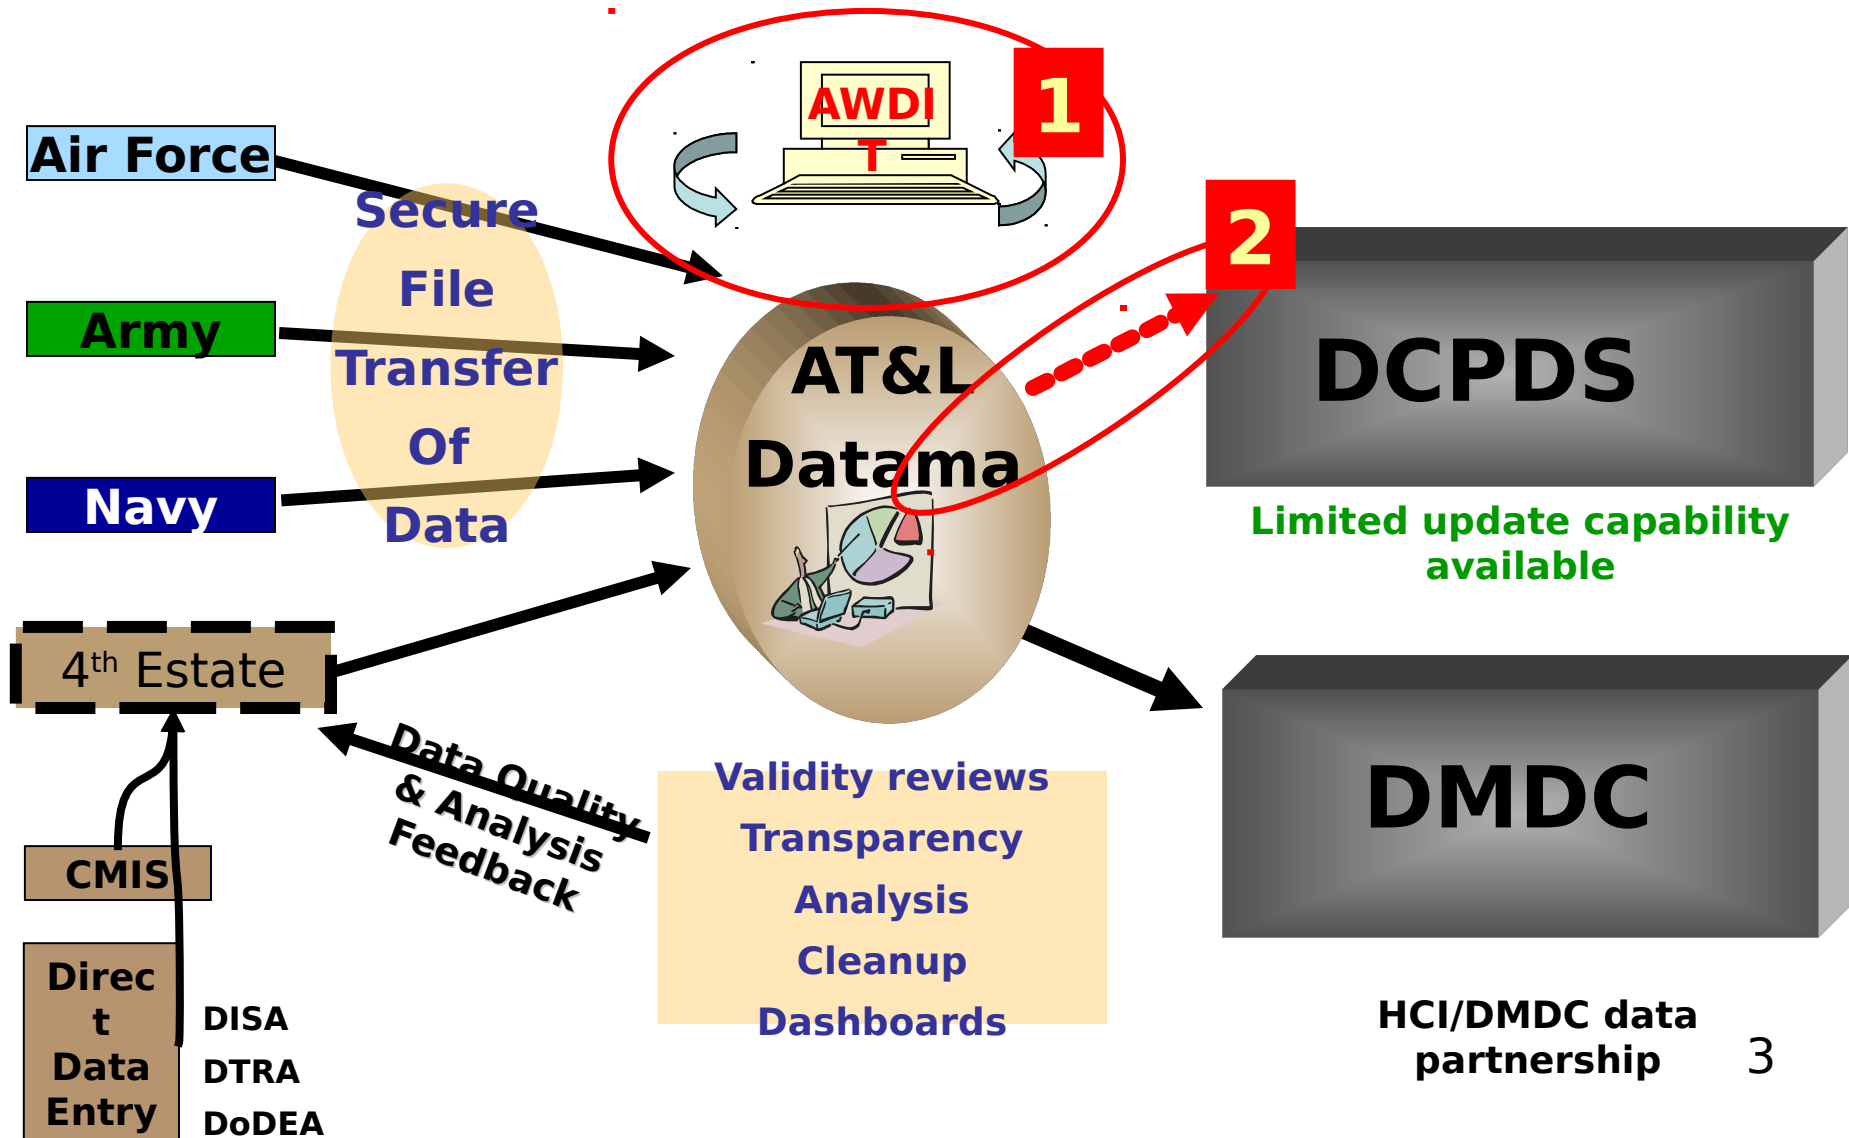 AWDI
T
1
2
Air Force
Army
Navy
4th Estate
Secure
File
Transfer
Of
Data
AT&L
Datama
DCPDS
Limited update capability
available
DMDC
HCI/DMDC data
partnership
Data Quality
& Analysis
Feedback
Validity reviews
Transparency
Analysis
Cleanup
Dashboards
CMIS
Direc
t
Data
Entry
DISA
DTRA
DoDEA
3